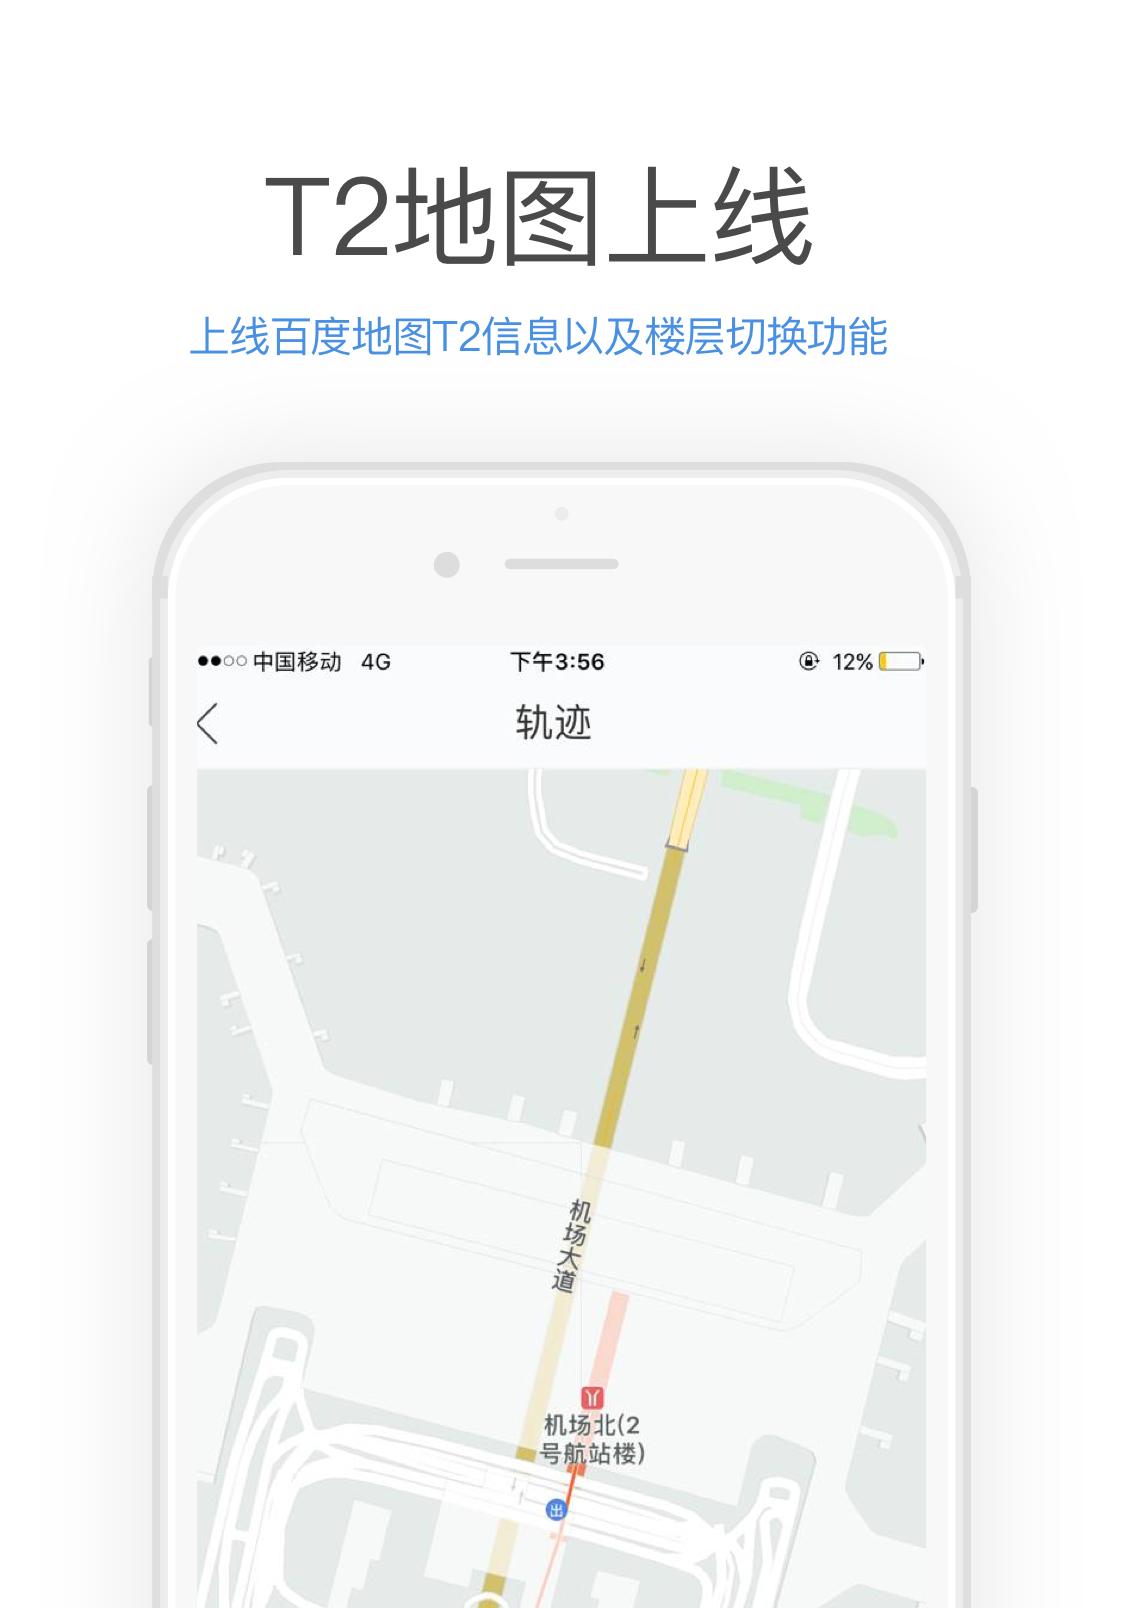 T2地图上线
上线百度地图T2信息以及楼层切换功能
中国移动 4G 下午3:56 12%
轨迹
机场大道
机场北(2
号航站楼)
出